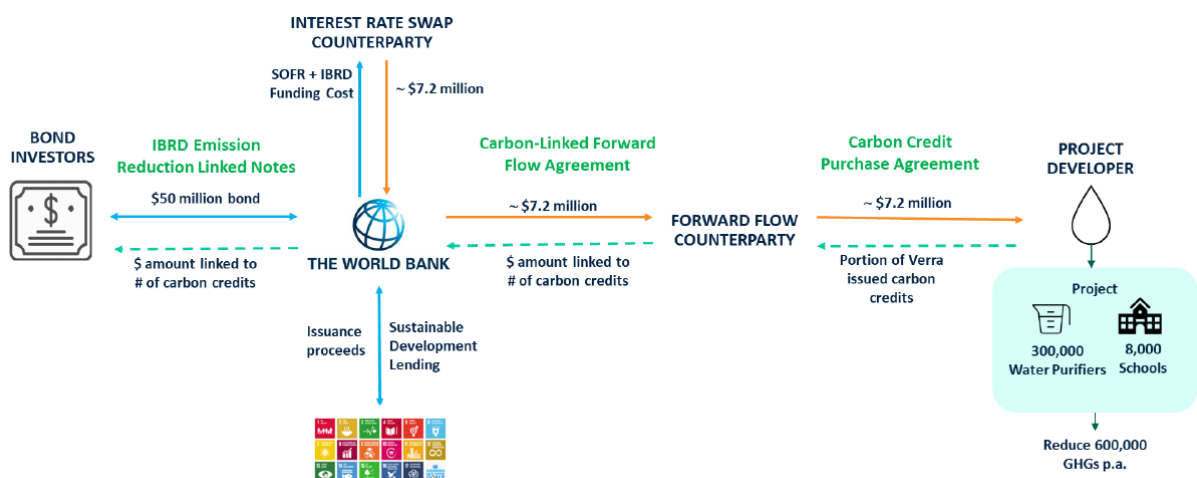 INTEREST RATE SWAP
COUNTERPARTY
SOFR + IBRD
Funding Cost
~ $7.2 million
BOND
INVESTORS
IBRD Emission
Reduction Linked Notes
$50 million bond
$ amount linked to
# of carbon credits
THE WORLD BANK
Carbon-Linked Forward
Flow Agreement
~ $7.2 million
$ amount linked to
# of carbon credits
FORWARD FLOW
COUNTERPARTY
Carbon Credit
Purchase Agreement
~ $7.2 million
Portion of Verra
issued carbon
credits
PROJECT
DEVELOPER
Project
300,000
Water Purifiers
8,000
Schools
Reduce 600,000
GHGs p.a.
Issuance
proceeds
Sustainable
Development
Lending